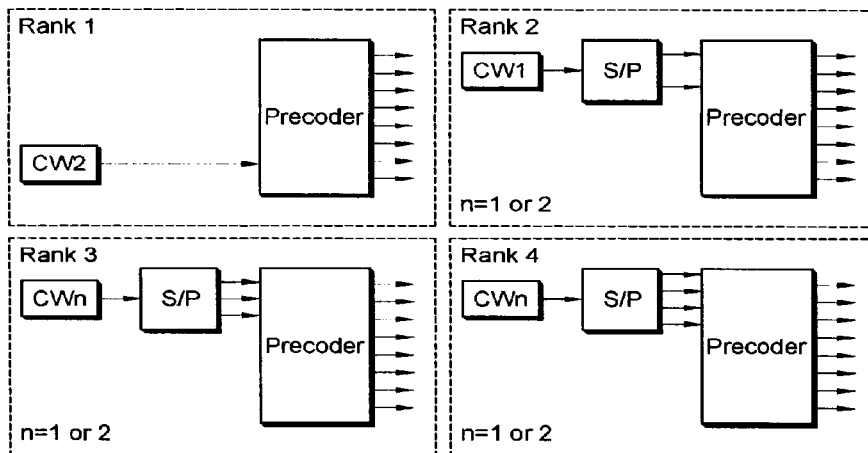 Rank 1
Precoder
CW2
Rank 2
CW1
S/P
Precoder
n=1 or 2
Rank 3
CWn
S/P
Precoder
n=1 or 2
Rank 4
CWn
S/P
Precoder
n=1 or 2